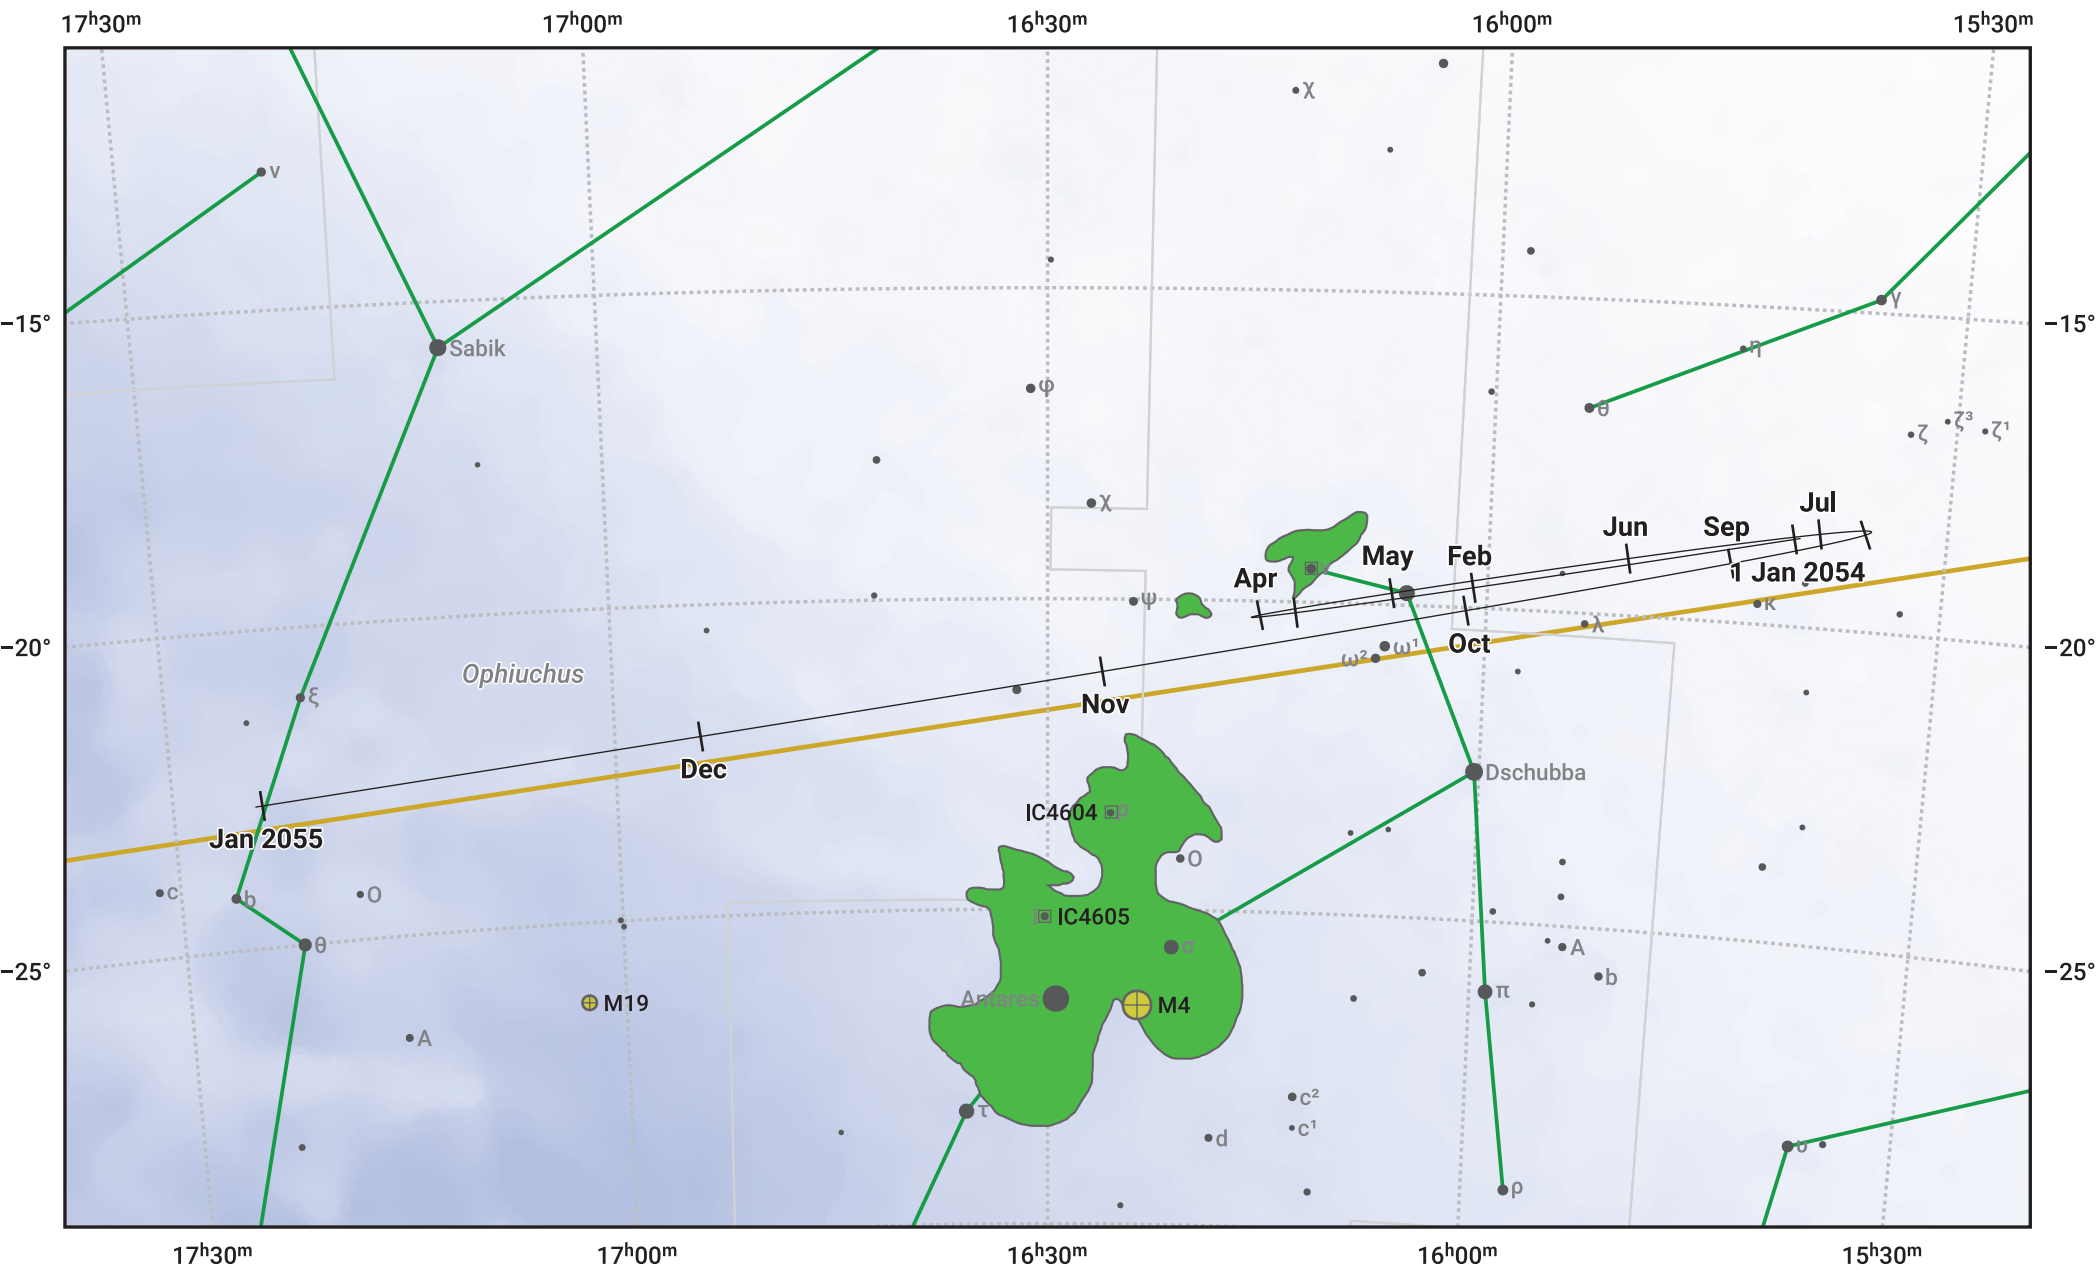 17ʰ30ᵐ 17ʰ00ᵐ 16ʰ30ᵐ 16ʰ00ᵐ 15ʰ30ᵐ
χ
ν
γ
−15° −15°
Sabik
η
φ
θ
ζ³
ζ ζ¹
χ
Jul
Jun Sep
May Feb
Apr
1 Jan 2054
ψ
κ
λ
ω¹
Oct
−20° −20°
ω²
Ophiuchus
ξ
Nov
Dec
Dschubba
IC4604 ρ
Jan 2055
ο
c b ο
IC4605
θ
σ A
−25° −25°
b
Antares
π
M19 M4
A
c²
τ
c¹
d
υ
ρ
17ʰ30ᵐ 17ʰ00ᵐ 16ʰ30ᵐ 16ʰ00ᵐ 15ʰ30ᵐ